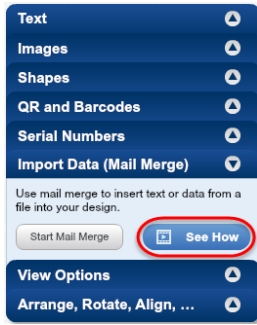 Text
Images
Shapes
QR and Barcodes
Serial Numbers
Import Data (Mail Merge)
Use mail merge to insert text or data from a
file into your design.
Start Mail Merge See How
View Options
Arrange, Rotate, Align, ...